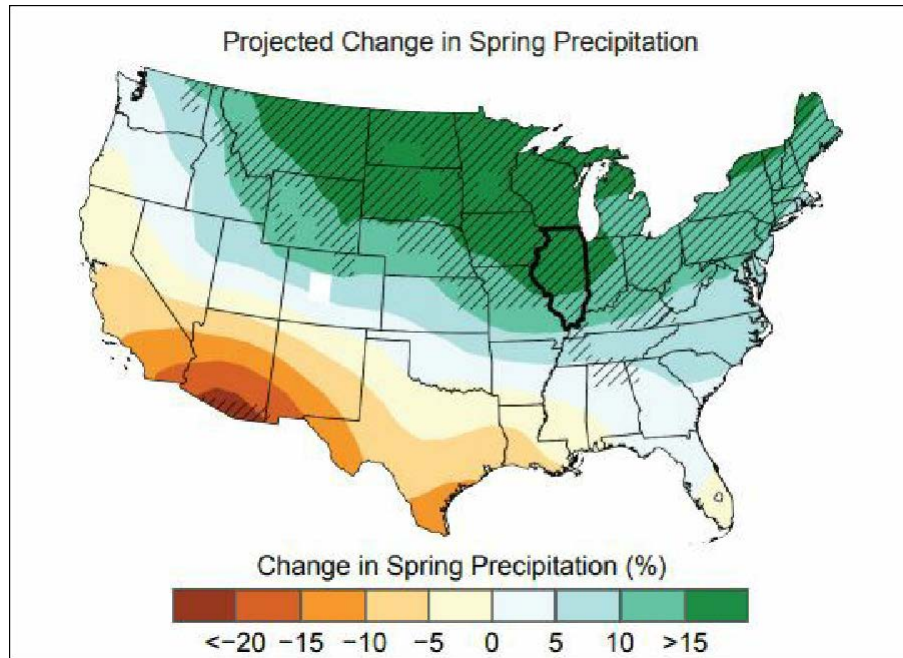 Projected Change in Spring Precipitation
Change in Spring Precipitation (%)
<−20 −15 −10 −5 0 5 10 >15